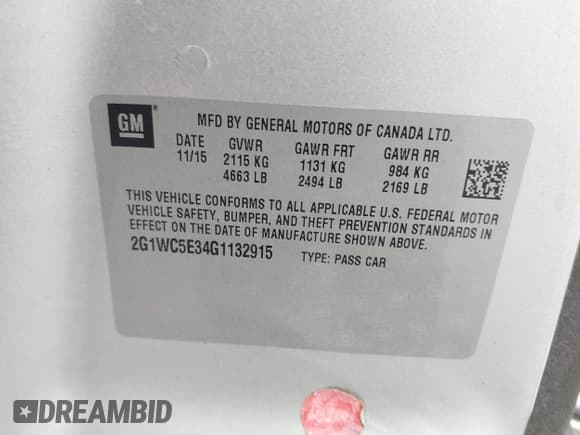 GM
MFD BY GENERAL MOTORS OF CANADA LTD.
DATE GVWR GAWR FRT GAWR RR
11/15 2115 KG 1131 KG 984 KG
4663 LB 2494 LB 2169 LB
THIS VEHICLE CONFORMS TO ALL APPLICABLE U.S. FEDERAL MOTOR
VEHICLE SAFETY, BUMPER, AND THEFT PREVENTION STANDARDS IN
EFFECT ON THE DATE OF MANUFACTURE SHOWN ABOVE.
2G1WC5E34G1132915 TYPE: PASS CAR
DREAMBID